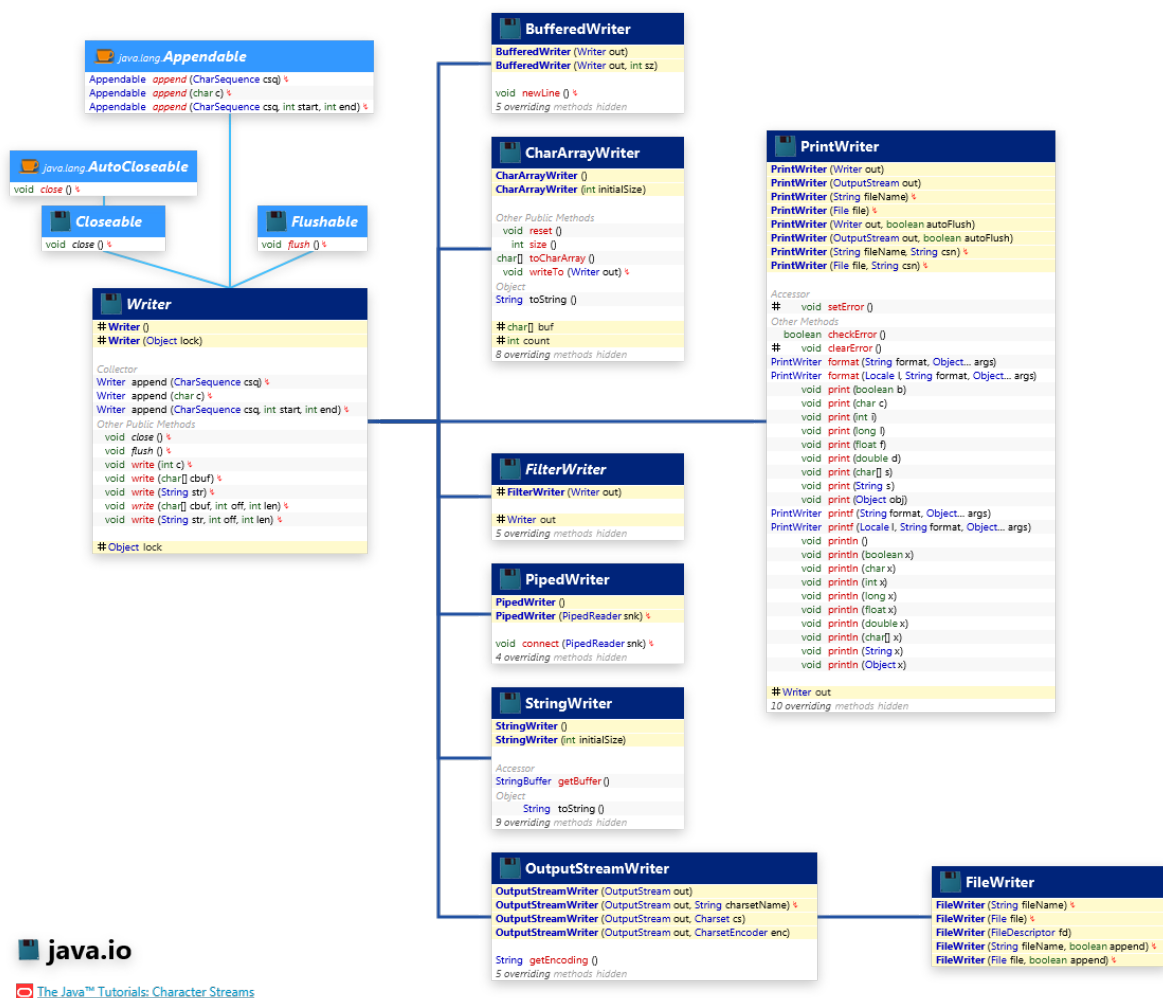 java.lang.Appendable
Appendable append (CharSequence csq)
Appendable append (char c)
Appendable append (CharSequence csq, int start, int end)
java.lang.AutoCloseable
void close ()
Closeable
void close ()
Flushable
void flush ()
Writer
# Writer ()
# Writer (Object lock)
Collector
Writer append (CharSequence csq)
Writer append (char c)
Writer append (CharSequence csq, int start, int end)
Other Public Methods
void close ()
void flush ()
void write (int c)
void write (char[] cbuf)
void write (String str)
void write (char[] cbuf, int off, int len)
void write (String str, int off, int len)
# Object lock
BufferedWriter
BufferedWriter (Writer out)
BufferedWriter (Writer out, int sz)
void newLine ()
5 overriding methods hidden
CharArrayWriter
CharArrayWriter ()
CharArrayWriter (int initialSize)
Other Public Methods
void reset ()
int size ()
char[] toCharArray ()
void writeTo (Writer out)
Object
String toString ()
# char[] buf
# int count
8 overriding methods hidden
FilterWriter
# FilterWriter (Writer out)
# Writer out
5 overriding methods hidden
PipedWriter
PipedWriter ()
PipedWriter (PipedReader snk)
void connect (PipedReader snk)
4 overriding methods hidden
StringWriter
StringWriter ()
StringWriter (int initialSize)
Accessor
StringBuffer getBuffer ()
Object
String toString ()
9 overriding methods hidden
OutputStreamWriter
OutputStreamWriter (OutputStream out)
OutputStreamWriter (OutputStream out, String charsetName)
OutputStreamWriter (OutputStream out, Charset cs)
OutputStreamWriter (OutputStream out, CharsetEncoder enc)
String getEncoding ()
5 overriding methods hidden
PrintWriter
PrintWriter (Writer out)
PrintWriter (OutputStream out)
PrintWriter (String fileName)
PrintWriter (File file)
PrintWriter (Writer out, boolean autoFlush)
PrintWriter (OutputStream out, boolean autoFlush)
PrintWriter (String fileName, String csn)
PrintWriter (File file, String csn)
Accessor
# void setError ()
Other Methods
boolean checkError ()
# void clearError ()
PrintWriter format (String format, Object... args)
PrintWriter format (Locale l, String format, Object... args)
void print (boolean b)
void print (char c)
void print (int i)
void print (long l)
void print (float f)
void print (double d)
void print (char[] s)
void print (String s)
void print (Object obj)
PrintWriter printf (String format, Object... args)
PrintWriter printf (Locale l, String format, Object... args)
void println ()
void println (boolean x)
void println (char x)
void println (int x)
void println (long x)
void println (float x)
void println (double x)
void println (char[] x)
void println (String x)
void println (Object x)
# Writer out
10 overriding methods hidden
FileWriter
FileWriter (String fileName)
FileWriter (File file)
FileWriter (FileDescriptor fd)
FileWriter (String fileName, boolean append)
FileWriter (File file, boolean append)
java.io
The Java™ Tutorials: Character Streams